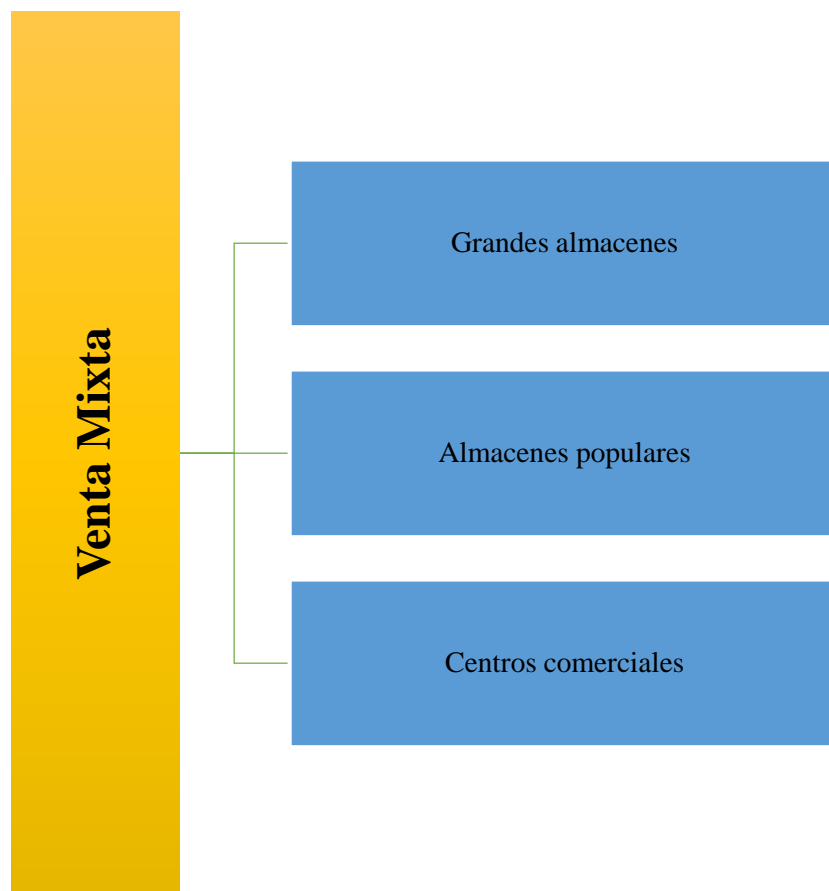 Venta Mixta
Grandes almacenes
Almacenes populares
Centros comerciales